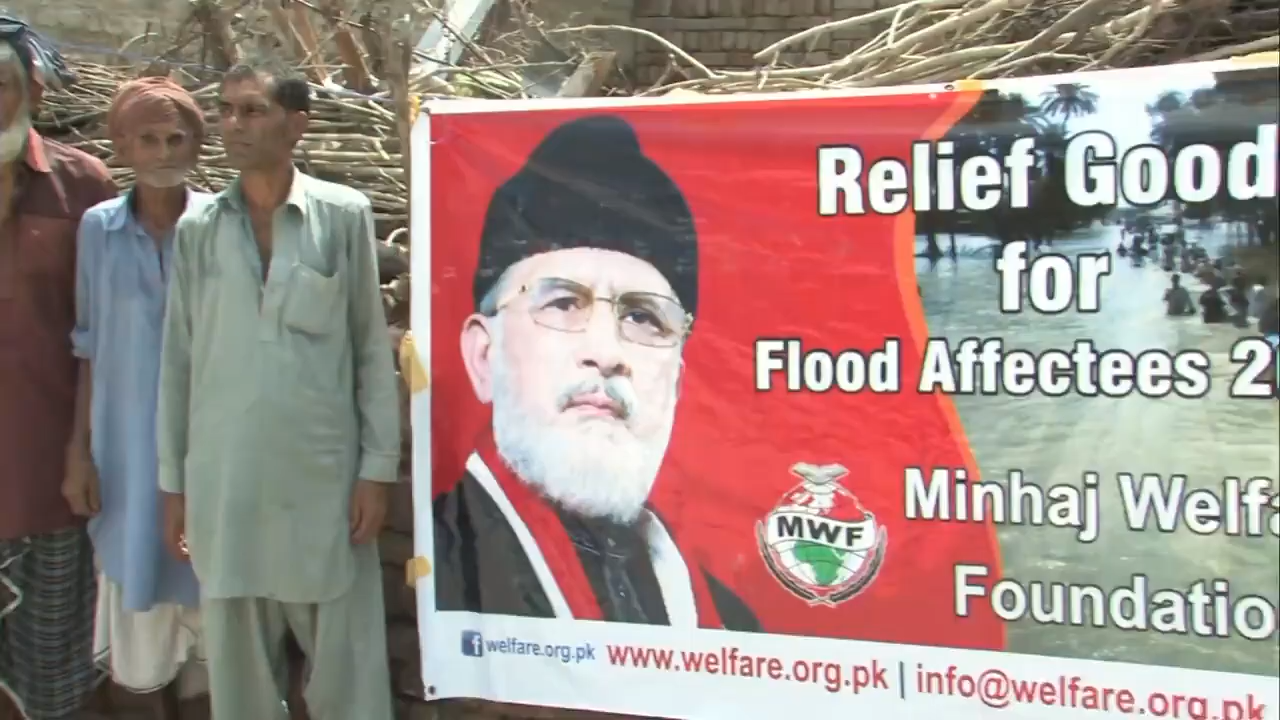 Relief Good
for
Flood Affectees 2
MWF
Minhaj Welfa
Foundatio
welfare.org.pk
www.welfare.org.pk | info@welfare.org.pk